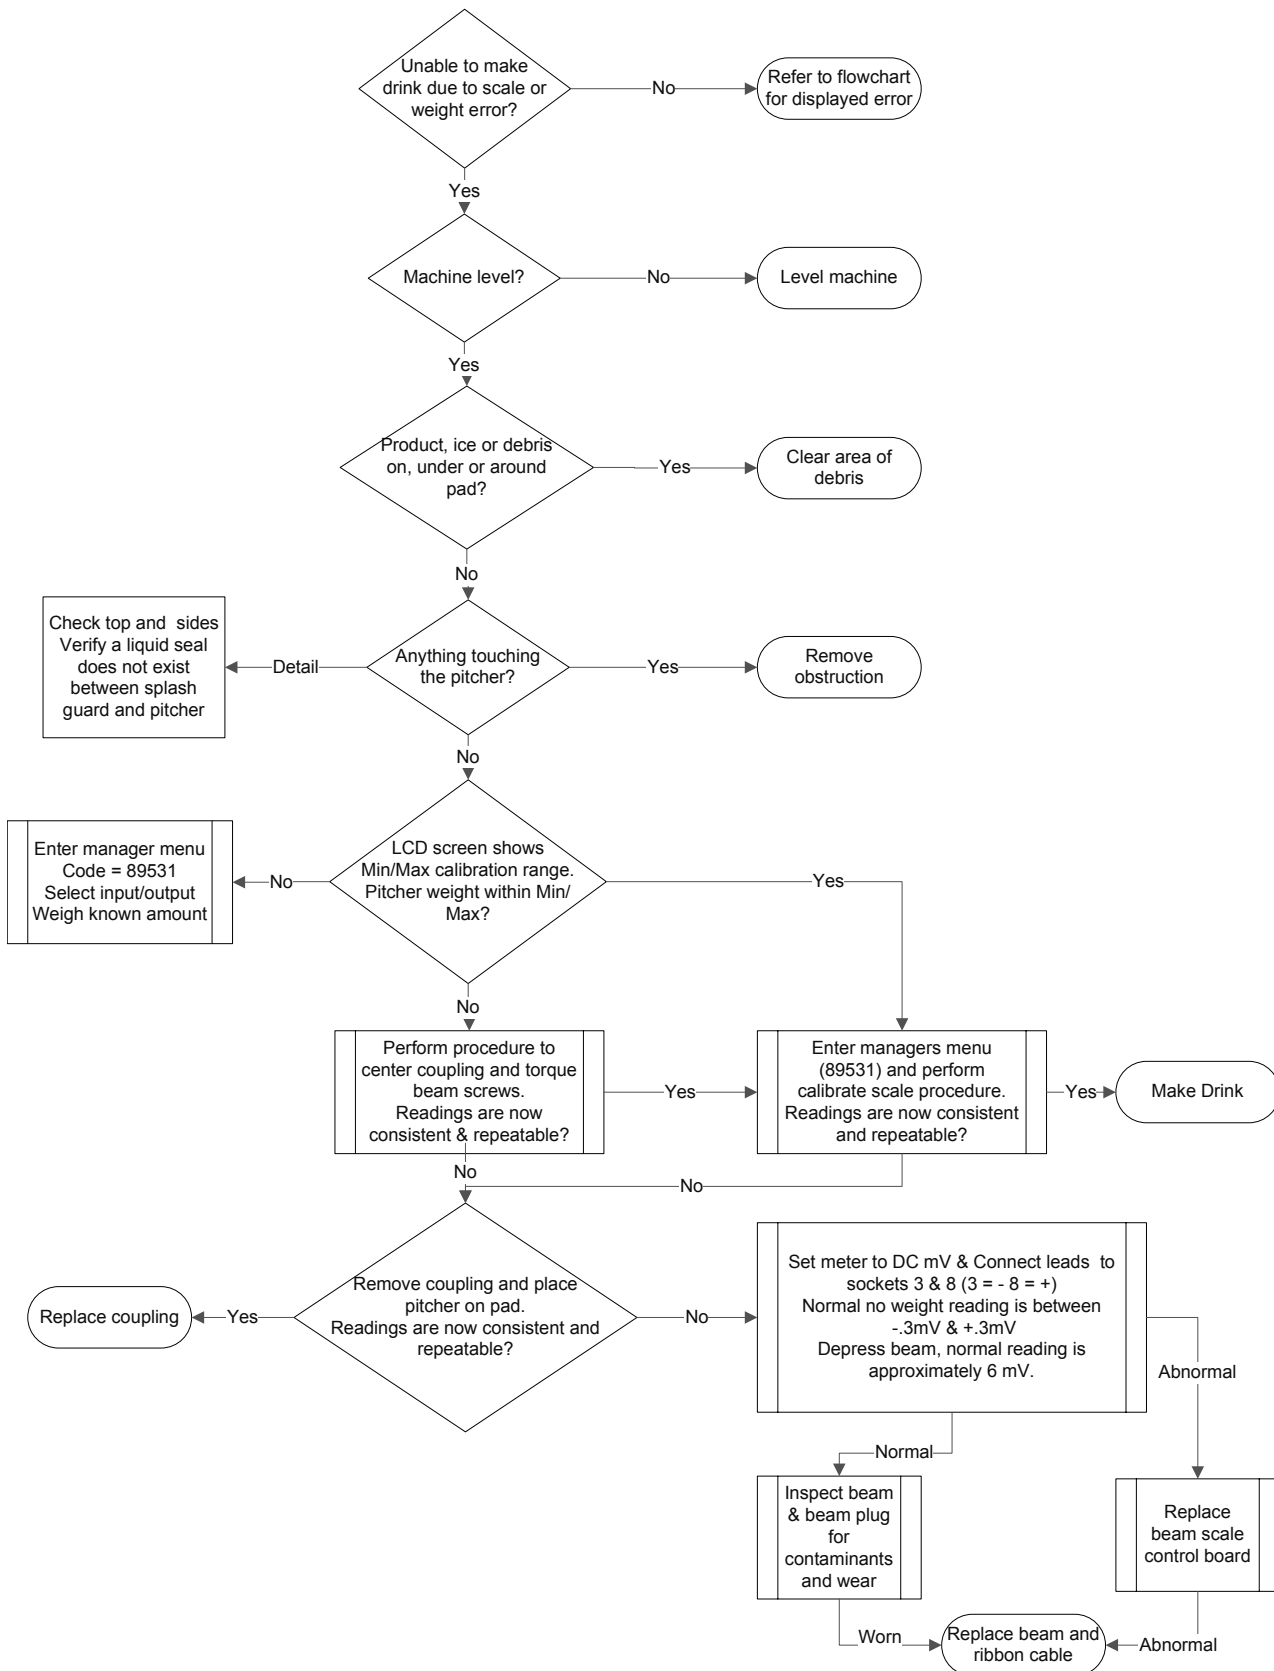 Unable to make
drink due to scale or
weight error?
No
Refer to flowchart
for displayed error
Yes
Machine level?
No
Level machine
Yes
Product, ice or debris
on, under or around
pad?
Yes
Clear area of
debris
No
Check top and sides
Verify a liquid seal
does not exist
between splash
guard and pitcher
Detail
Anything touching
the pitcher?
Yes
Remove
obstruction
No
Enter manager menu
Code = 89531
Select input/output
Weigh known amount
No
LCD screen shows
Min/Max calibration range.
Pitcher weight within Min/
Max?
Yes
No
Perform procedure to
center coupling and torque
beam screws.
Readings are now
consistent & repeatable?
Yes
Enter managers menu
(89531) and perform
calibrate scale procedure.
Readings are now consistent
and repeatable?
Yes
Make Drink
No
No
Replace coupling
Yes
Remove coupling and place
pitcher on pad.
Readings are now consistent and
repeatable?
No
Set meter to DC mV & Connect leads to
sockets 3 & 8 (3 = - 8 = +)
Normal no weight reading is between
-.3mV & +.3mV
Depress beam, normal reading is
approximately 6 mV.
Abnormal
Normal
Inspect beam
& beam plug
for
contaminants
and wear
Replace
beam scale
control board
Worn
Replace beam and
ribbon cable
Abnormal